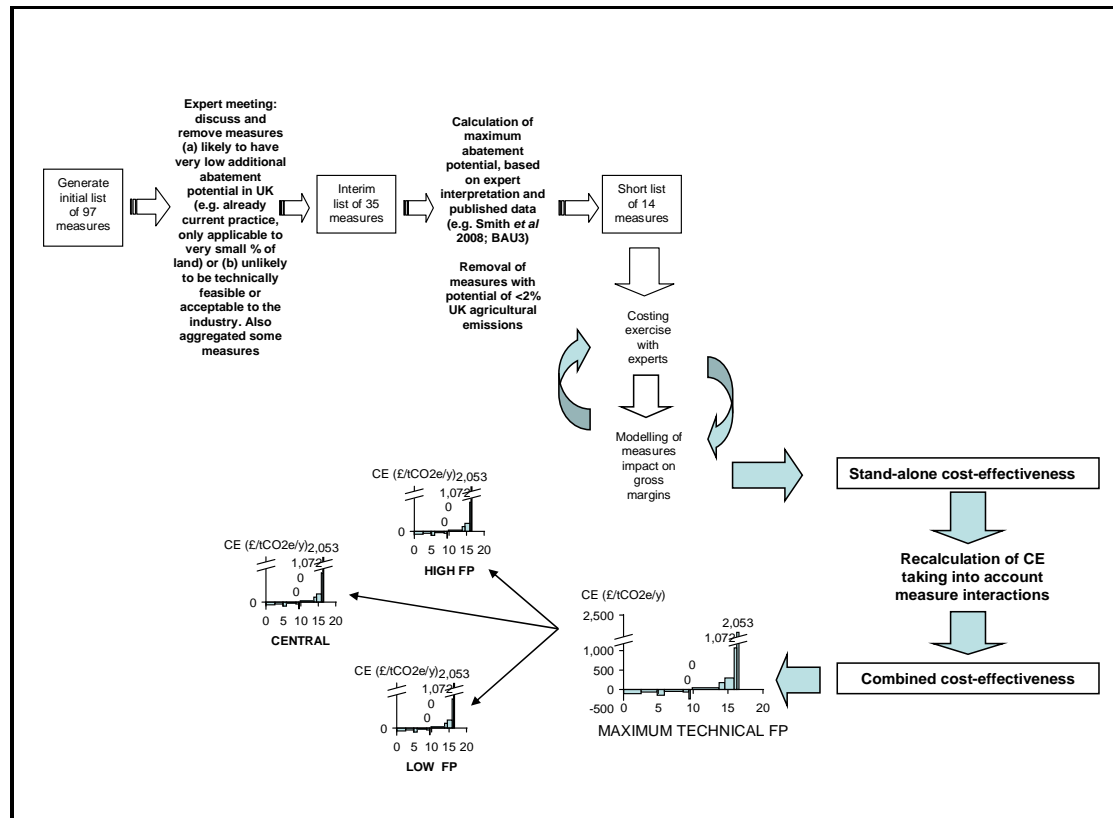 Generate
initial list
of 97
measures
Expert meeting:
discuss and
remove measures
(a) likely to have
very low additional
abatement
potential in UK
(e.g. already
current practice,
only applicable to
very small % of
land) or (b) unlikely
to be technically
feasible or
acceptable to the
industry. Also
aggregated some
measures
Interim
list of 35
measures
Calculation of
maximum
abatement
potential, based
on expert
interpretation and
published data
(e.g. Smith et al
2008; BAU3)
Removal of
measures with
potential of <2%
UK agricultural
emissions
Short list
of 14
measures
Costing
exercise
with
experts
Modelling of
measures
impact on
gross
margins
Stand-alone cost-effectiveness
Recalculation of CE
taking into account
measure interactions
Combined cost-effectiveness
CE (£/tCO2e/y)
2,500
2,053
1,072
1,000
0
500
0
0
-500
0 5 10 15 20
MAXIMUM TECHNICAL FP
CE (£/tCO2e/y) 2,053
1,072
0
0
0
0 5 10 15 20
HIGH FP
CE (£/tCO2e/y) 2,053
1,072
0
0
0
0 5 10 15 20
CENTRAL
CE (£/tCO2e/y) 2,053
1,072
0
0
0
0 5 10 15 20
LOW FP